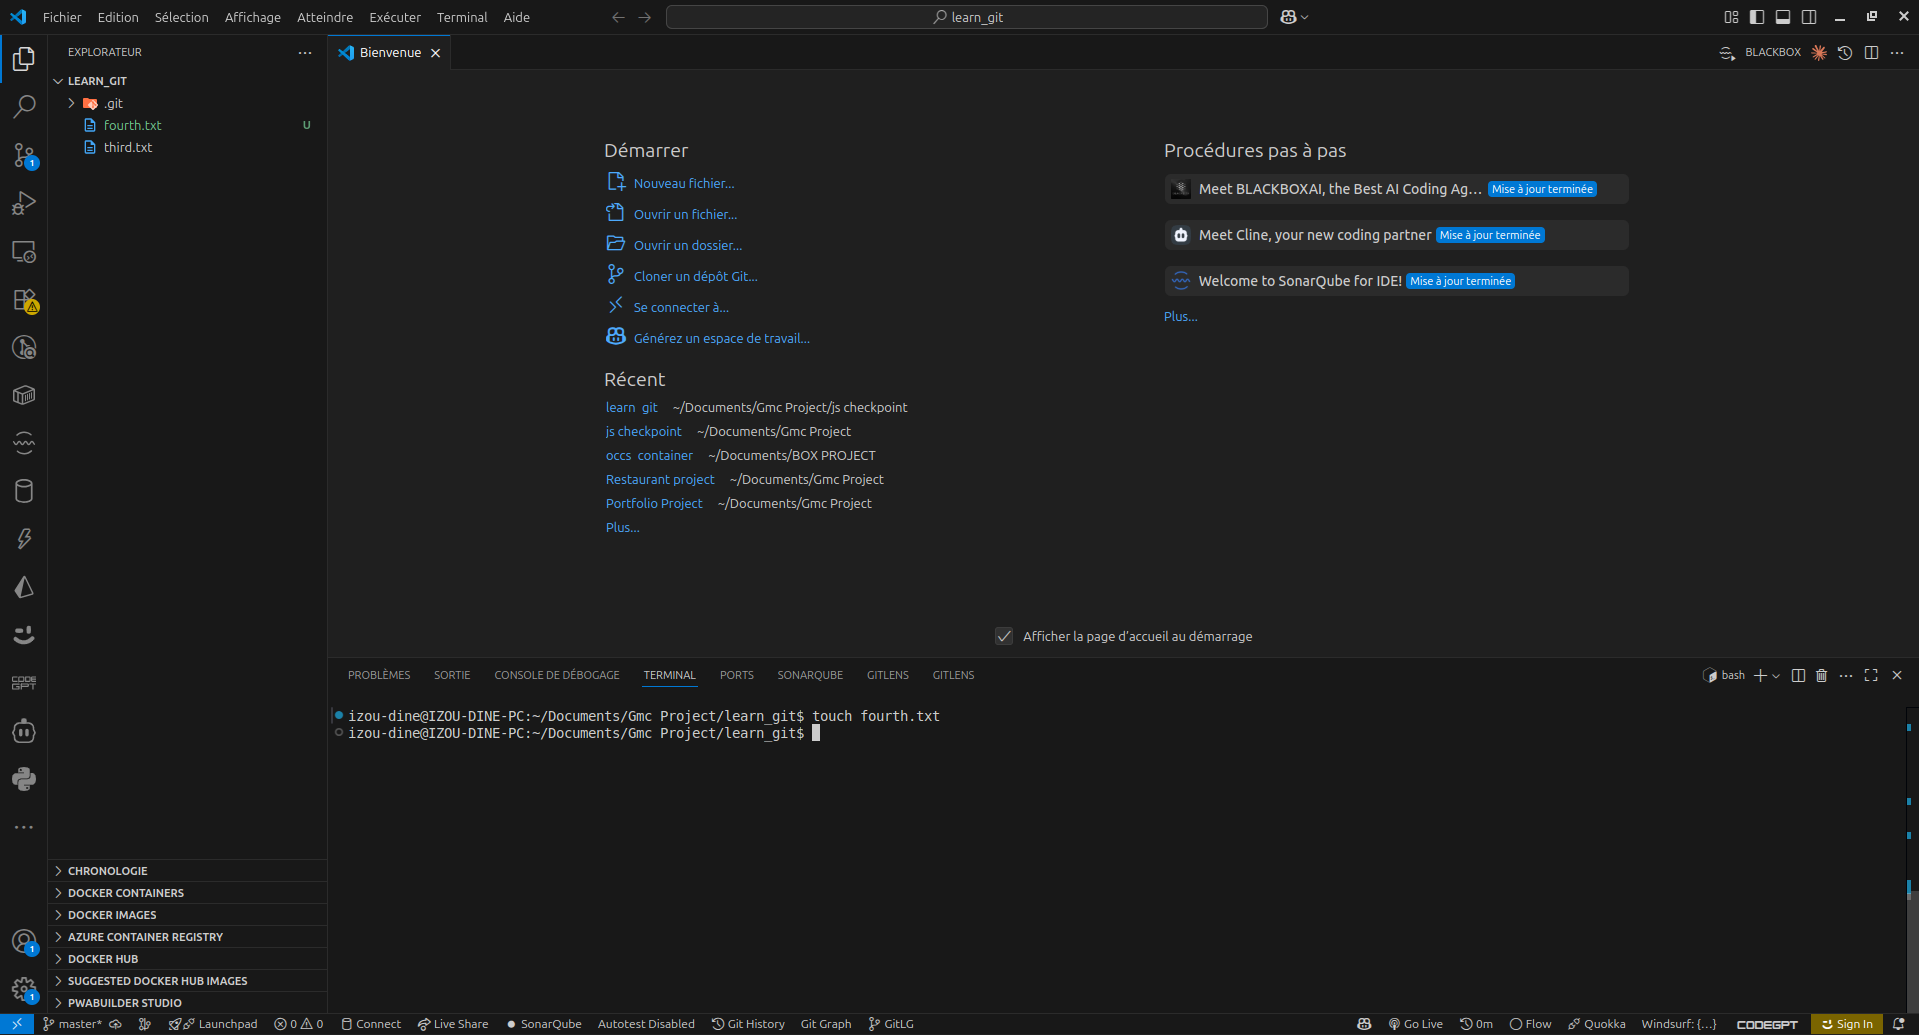 Fichier Edition Sélection Affichage Atteindre Exécuter Terminal Aide
learn_git
EXPLORATEUR
LEARN_GIT
.git
fourth.txt U
third.txt
CHRONOLOGIE
DOCKER CONTAINERS
DOCKER IMAGES
AZURE CONTAINER REGISTRY
DOCKER HUB
SUGGESTED DOCKER HUB IMAGES
PWABUILDER STUDIO
1
CODE
GPT
1
1
Bienvenue
BLACKBOX
Démarrer
Nouveau fichier...
Ouvrir un fichier...
Ouvrir un dossier...
Cloner un dépôt Git...
Se connecter à...
Générez un espace de travail...
Récent
learn_git ~/Documents/Gmc Project/js checkpoint
js checkpoint ~/Documents/Gmc Project
occs_container ~/Documents/BOX PROJECT
Restaurant project ~/Documents/Gmc Project
Portfolio Project ~/Documents/Gmc Project
Plus...
Procédures pas à pas
Meet BLACKBOXAI, the Best AI Coding Ag... Mise à jour terminée
Meet Cline, your new coding partner Mise à jour terminée
Welcome to SonarQube for IDE! Mise à jour terminée
Plus...
Afficher la page d'accueil au démarrage
PROBLÈMES SORTIE CONSOLE DE DÉBOGAGE TERMINAL PORTS SONARQUBE GITLENS GITLENS
bash
izou-dine@IZOU-DINE-PC:~/Documents/Gmc Project/learn_git$ touch fourth.txt
izou-dine@IZOU-DINE-PC:~/Documents/Gmc Project/learn_git$
master* Launchpad 0 0 Connect Live Share SonarQube Autotest Disabled Git History Git Graph GitLG Go Live 0m Flow Quokka Windsurf: {...} CODEGPT Sign In